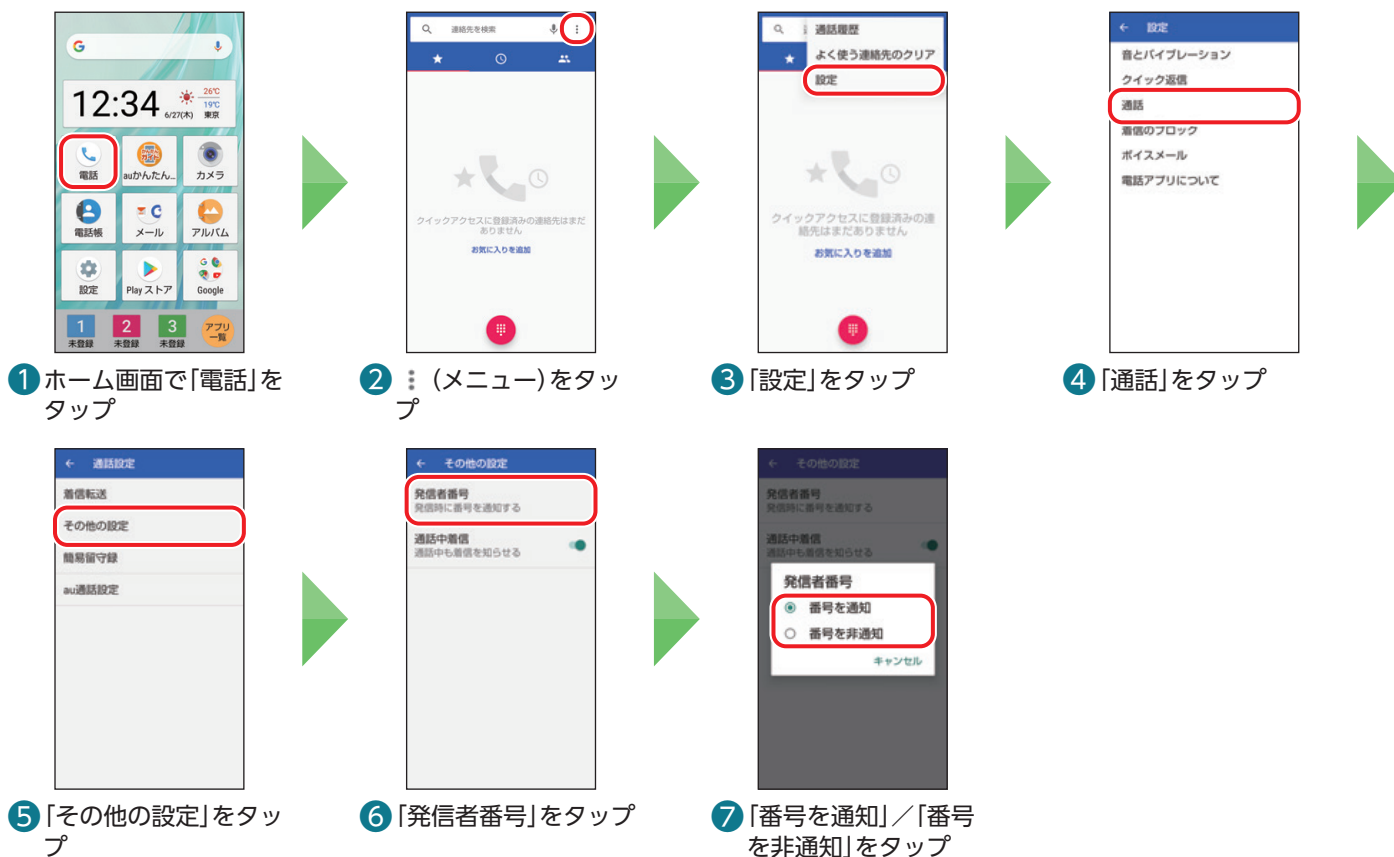 12:34
26℃
19℃
6/27(木) 東京
電話
auかんたん...
カメラ
電話帳
メール
アルバム
設定
Play ストア
Google
1
2
3
アプリ
一覧
未登録
未登録
未登録
1 ホーム画面で「電話」を
タップ
連絡先を検索
クイックアクセスに登録済みの連絡先はまだ
ありません
お気に入りを追加
2 ⋮ (メニュー)をタッ
プ
通話履歴
よく使う連絡先のクリア
設定
クイックアクセスに登録済みの連
絡先はまだありません
お気に入りを追加
3 「設定」をタップ
← 設定
音とバイブレーション
クイック返信
通話
着信のブロック
ボイスメール
電話アプリについて
4 「通話」をタップ
← 通話設定
着信転送
その他の設定
簡易留守録
au通話設定
5 「その他の設定」をタッ
プ
← その他の設定
発信者番号
発信時に番号を通知する
通話中着信
通話中も着信を知らせる
6 「発信者番号」をタップ
← その他の設定
発信者番号
発信時に番号を通知する
通話中着信
通話中も着信を知らせる
発信者番号
番号を通知
番号を非通知
キャンセル
7 「番号を通知」／「番号
を非通知」をタップ